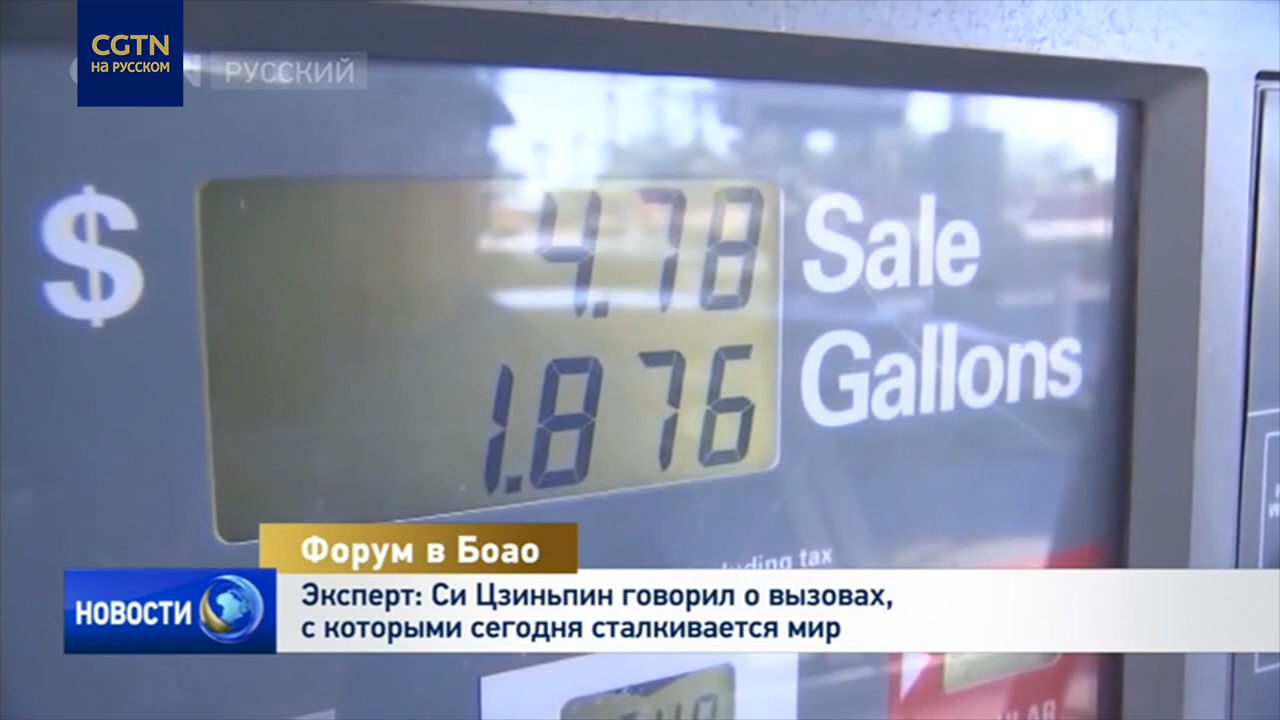 CGTN
НА РУССКОМ
РУССКИЙ
$ 4.78 Sale
1.876 Gallons
Форум в Боао
tax
НОВОСТИ
Эксперт: Си Цзиньпин говорил о вызовах,
с которыми сегодня сталкивается мир